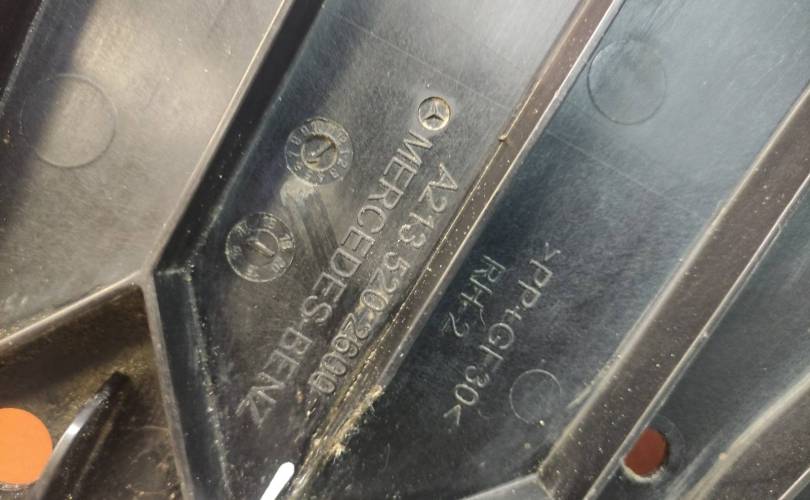 A213 520-2600
MERCEDES-BENZ
>PP+GF30<
RH-2